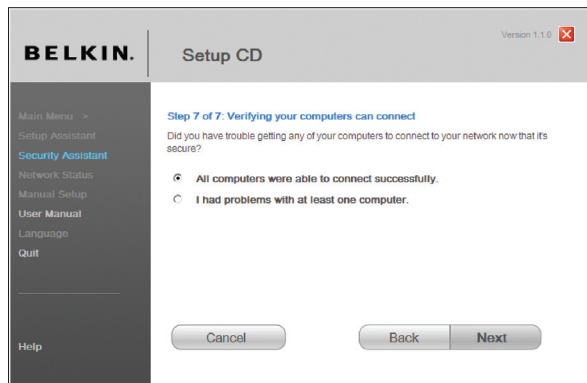 BELKIN.
Setup CD
Version 1.1.0
Main Menu >
Setup Assistant
Security Assistant
Network Status
Manual Setup
User Manual
Language
Quit
Help
Step 7 of 7: Verifying your computers can connect
Did you have trouble getting any of your computers to connect to your network now that it's
secure?
All computers were able to connect successfully.
I had problems with at least one computer.
Cancel
Back
Next